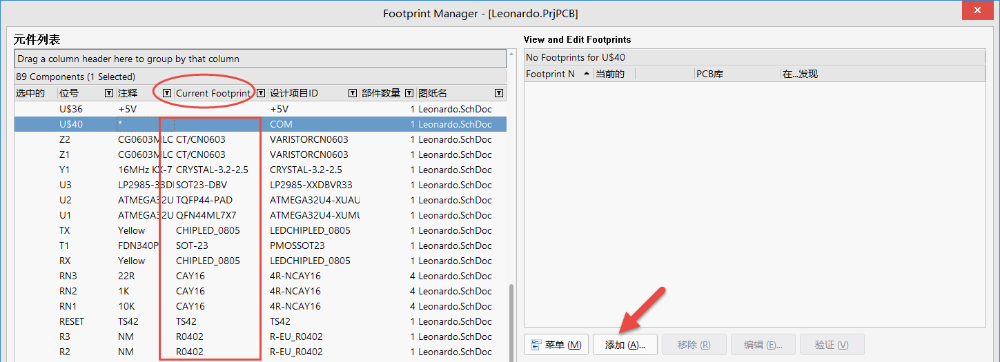 Footprint Manager - [Leonardo.PrjPCB]
元件列表
Drag a column header here to group by that column
89 Components (1 Selected)
选中的 位号 注释 Current Footprint 设计项目ID 部件数量 图纸名
U$36 +5V +5V 1 Leonardo.SchDoc
U$40 * COM 1 Leonardo.SchDoc
Z2 CG0603MLC CT/CN0603 VARISTORCN0603 1 Leonardo.SchDoc
Z1 CG0603MLC CT/CN0603 VARISTORCN0603 1 Leonardo.SchDoc
Y1 16MHz KX-7 CRYSTAL-3.2-2.5 CRYSTAL-3.2-2.5 1 Leonardo.SchDoc
U3 LP2985-33D SOT23-DBV LP2985-XXDBVR33 1 Leonardo.SchDoc
U2 ATMEGA32U TQFP44-PAD ATMEGA32U4-XUAU 1 Leonardo.SchDoc
U1 ATMEGA32U QFN44ML7X7 ATMEGA32U4-XUMU 1 Leonardo.SchDoc
TX Yellow CHIPLED_0805 LEDCHIPLED_0805 1 Leonardo.SchDoc
T1 FDN340P SOT-23 PMOSSOT23 1 Leonardo.SchDoc
RX Yellow CHIPLED_0805 LEDCHIPLED_0805 1 Leonardo.SchDoc
RN3 22R CAY16 4R-NCAY16 4 Leonardo.SchDoc
RN2 1K CAY16 4R-NCAY16 4 Leonardo.SchDoc
RN1 10K CAY16 4R-NCAY16 4 Leonardo.SchDoc
RESET TS42 TS42 TS42 1 Leonardo.SchDoc
R3 NM R0402 R-EU_R0402 1 Leonardo.SchDoc
R2 NM R0402 R-EU_R0402 1 Leonardo.SchDoc
View and Edit Footprints
No Footprints for U$40
Footprint N 当前的 PCB库 在...发现
菜单 (M) 添加 (A)... 移除 (R) 编辑 (E)... 验证 (V)